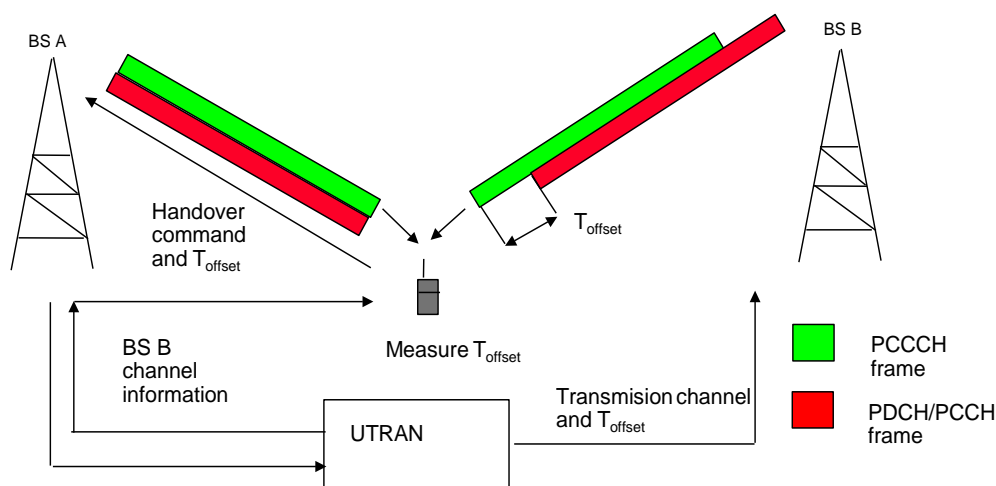 BS A
BS B
Handover
command
and Toffset
Toffset
Measure Toffset
BS B
channel
information
UTRAN
Transmision channel
and Toffset
PCCCH
frame
PDCH/PCCH
frame